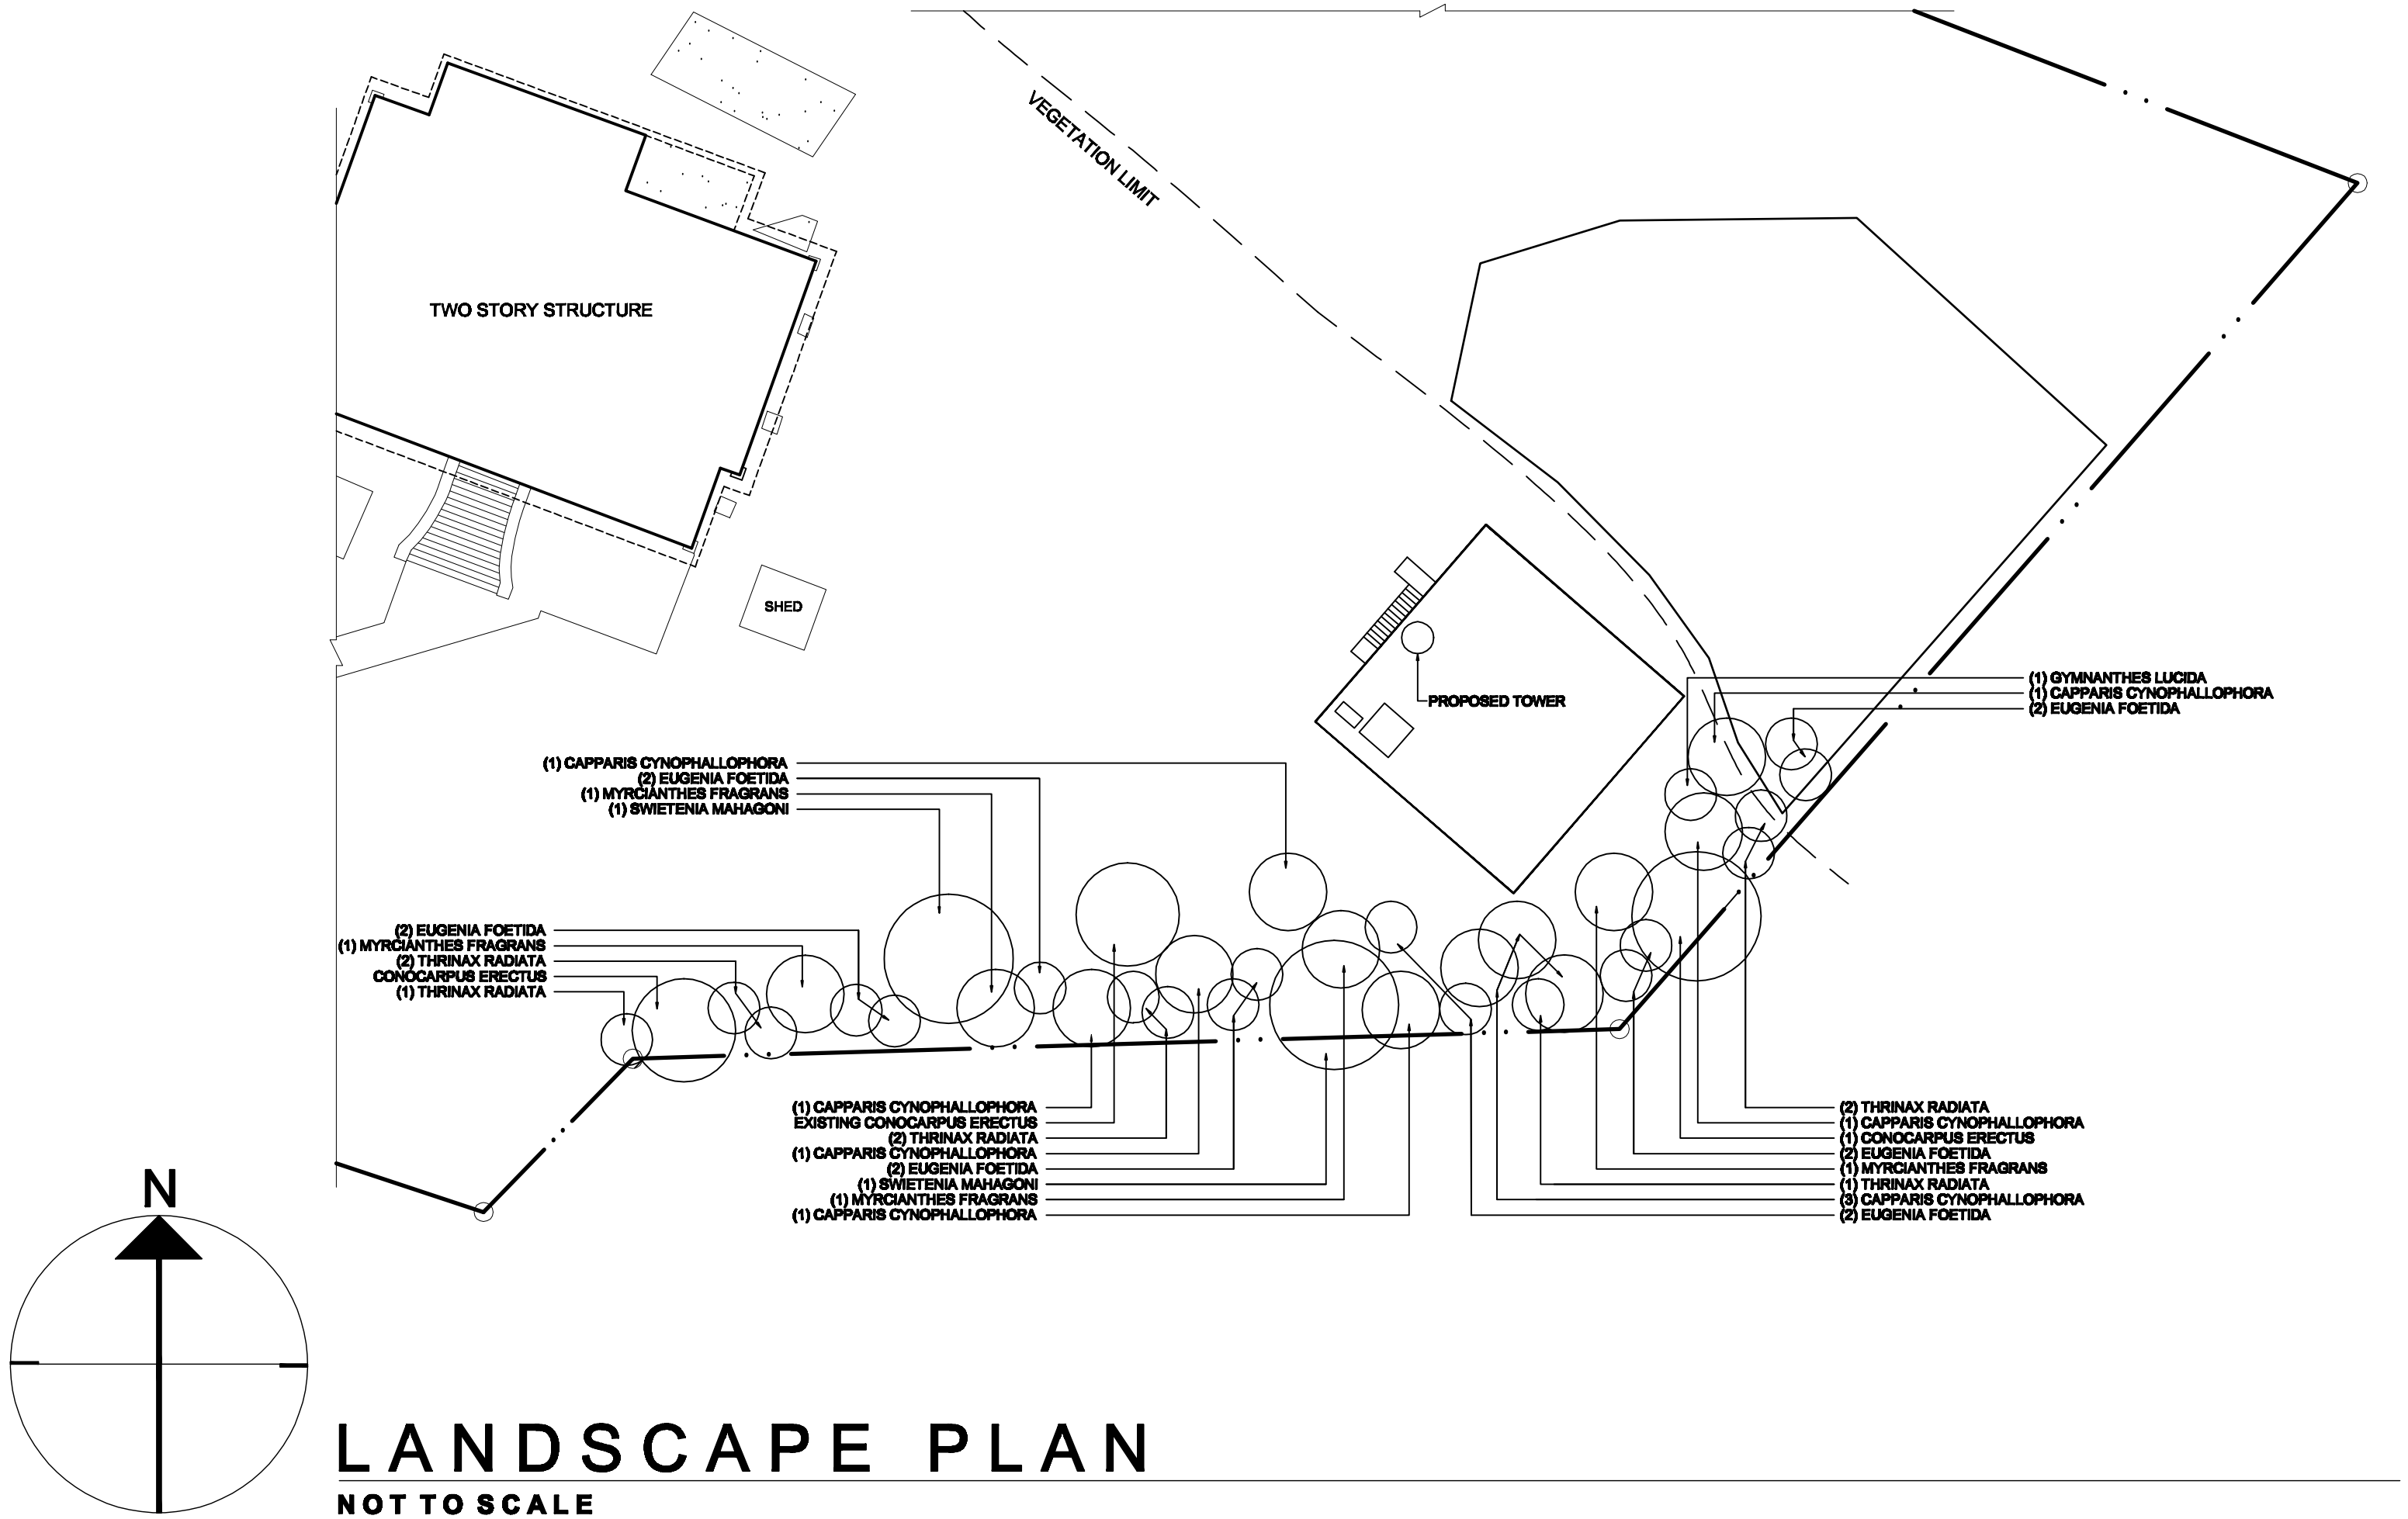 VEGETATION LIMIT
TWO STORY STRUCTURE
SHED
PROPOSED TOWER
(1) GYMNANTHES LUCIDA
(1) CAPPARIS CYNOPHALLOPHORA
(2) EUGENIA FOETIDA
(1) CAPPARIS CYNOPHALLOPHORA
(2) EUGENIA FOETIDA
(1) MYRCIANTHES FRAGRANS
(1) SWIETENIA MAHAGONI
(2) EUGENIA FOETIDA
(1) MYRCIANTHES FRAGRANS
(2) THRINAX RADIATA
CONOCARPUS ERECTUS
(1) THRINAX RADIATA
(1) CAPPARIS CYNOPHALLOPHORA
EXISTING CONOCARPUS ERECTUS
(2) THRINAX RADIATA
(1) CAPPARIS CYNOPHALLOPHORA
(2) EUGENIA FOETIDA
(1) SWIETENIA MAHAGONI
(1) MYRCIANTHES FRAGRANS
(1) CAPPARIS CYNOPHALLOPHORA
(2) THRINAX RADIATA
(1) CAPPARIS CYNOPHALLOPHORA
(1) CONOCARPUS ERECTUS
(2) EUGENIA FOETIDA
(1) MYRCIANTHES FRAGRANS
(1) THRINAX RADIATA
(3) CAPPARIS CYNOPHALLOPHORA
(2) EUGENIA FOETIDA
N
LANDSCAPE PLAN
NOT TO SCALE